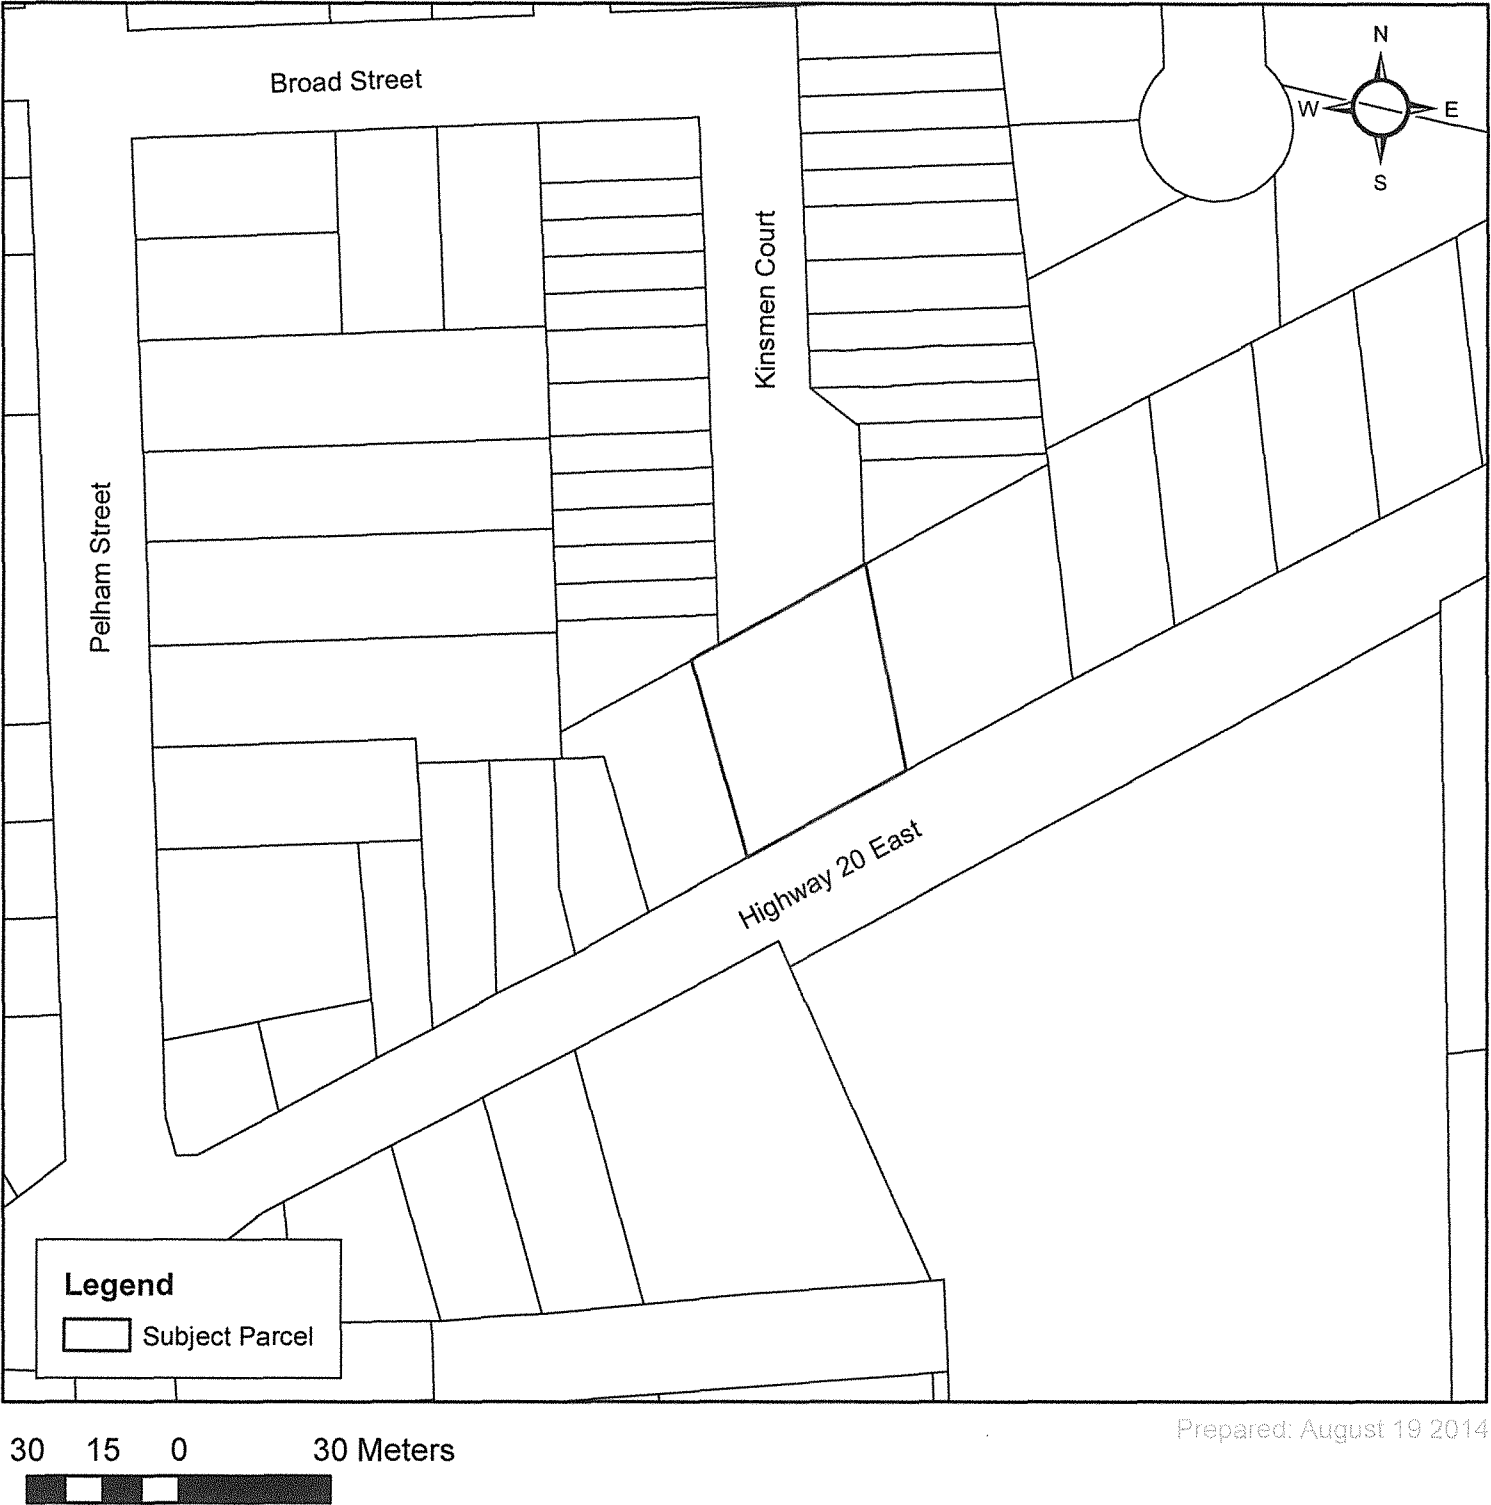 Broad Street
N
W
E
S
Kinsmen Court
Pelham Street
Highway 20 East
Legend
Subject Parcel
Prepared: August 19 2014
30 15 0 30 Meters